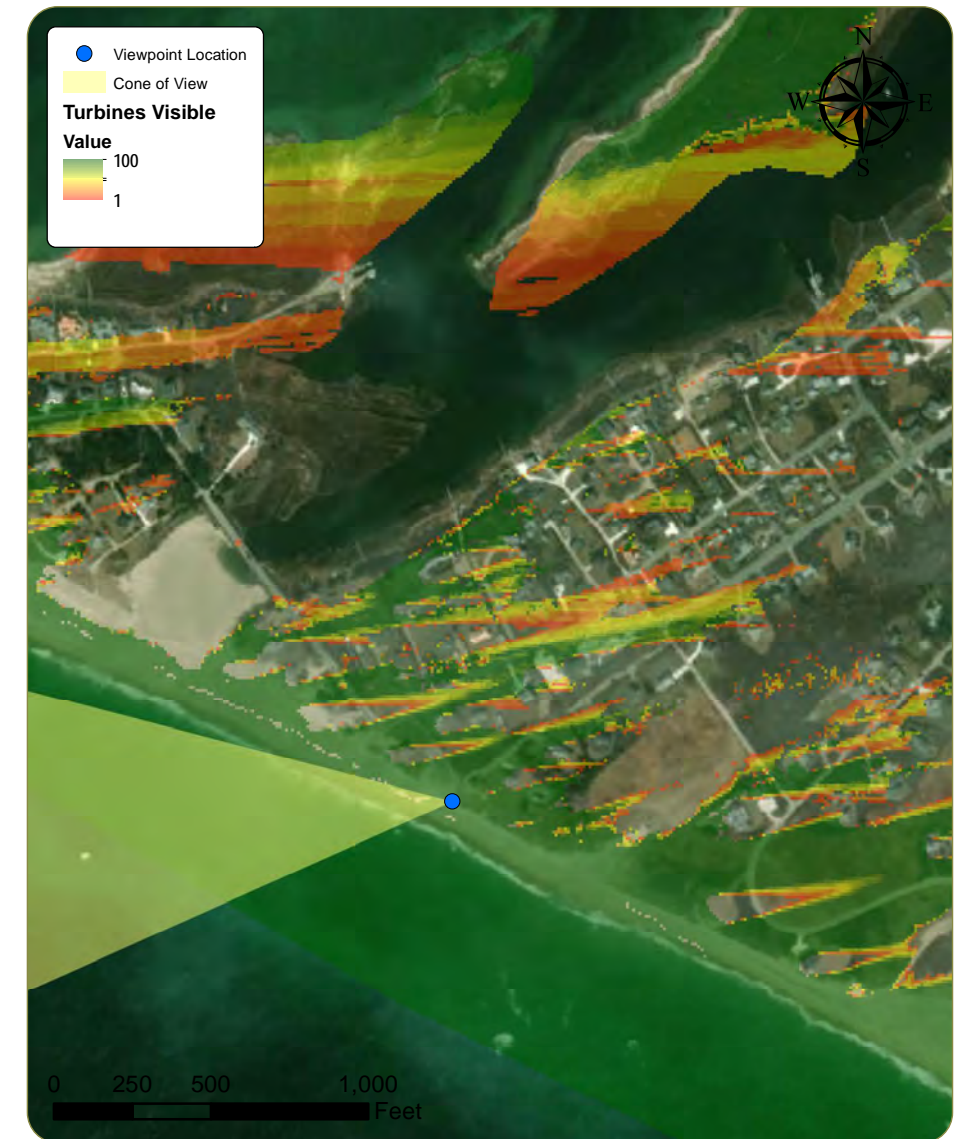 Viewpoint Location
Cone of View
Turbines Visible
Value
100
1
N
W
E
S
0 250 500 1,000
Feet